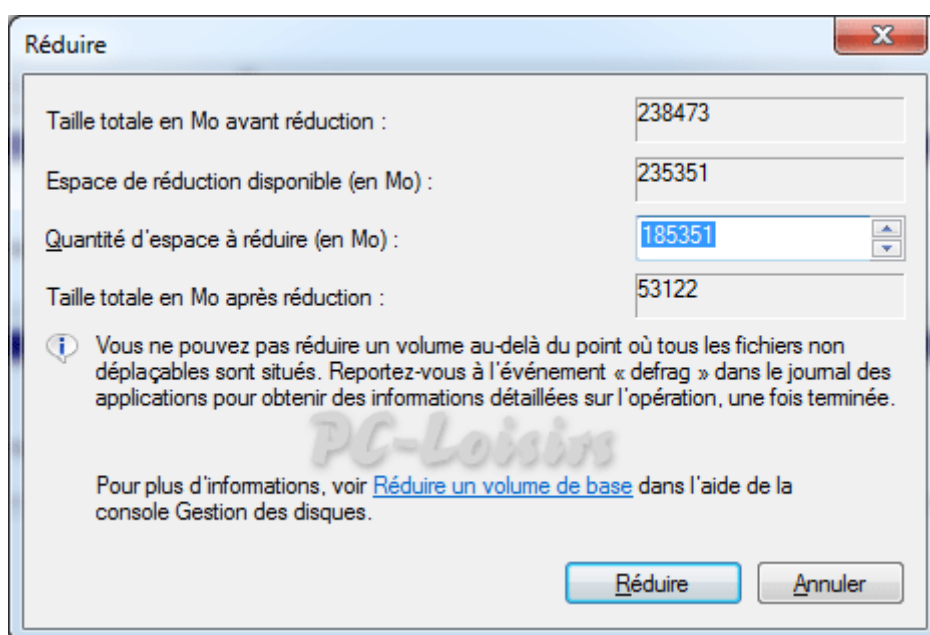 Réduire
Taille totale en Mo avant réduction : 238473
Espace de réduction disponible (en Mo) : 235351
Quantité d'espace à réduire (en Mo) : 185351
Taille totale en Mo après réduction : 53122
Vous ne pouvez pas réduire un volume au-delà du point où tous les fichiers non
déplaçables sont situés. Reportez-vous à l'événement « defrag » dans le journal des
applications pour obtenir des informations détaillées sur l'opération, une fois terminée.
PC-Loisirs
Pour plus d'informations, voir Réduire un volume de base dans l'aide de la
console Gestion des disques.
Réduire Annuler